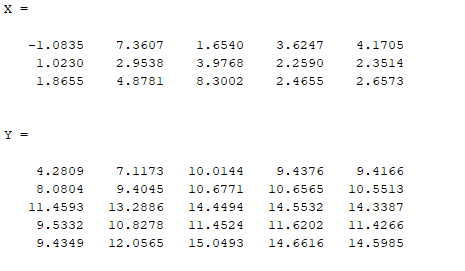 X =
-1.0835 7.3607 1.6540 3.6247 4.1705
1.0230 2.9538 3.9768 2.2590 2.3514
1.8655 4.8781 8.3002 2.4655 2.6573
Y =
4.2809 7.1173 10.0144 9.4376 9.4166
8.0804 9.4045 10.6771 10.6565 10.5513
11.4593 13.2886 14.4494 14.5532 14.3387
9.5332 10.8278 11.4524 11.6202 11.4266
9.4349 12.0565 15.0493 14.6616 14.5985